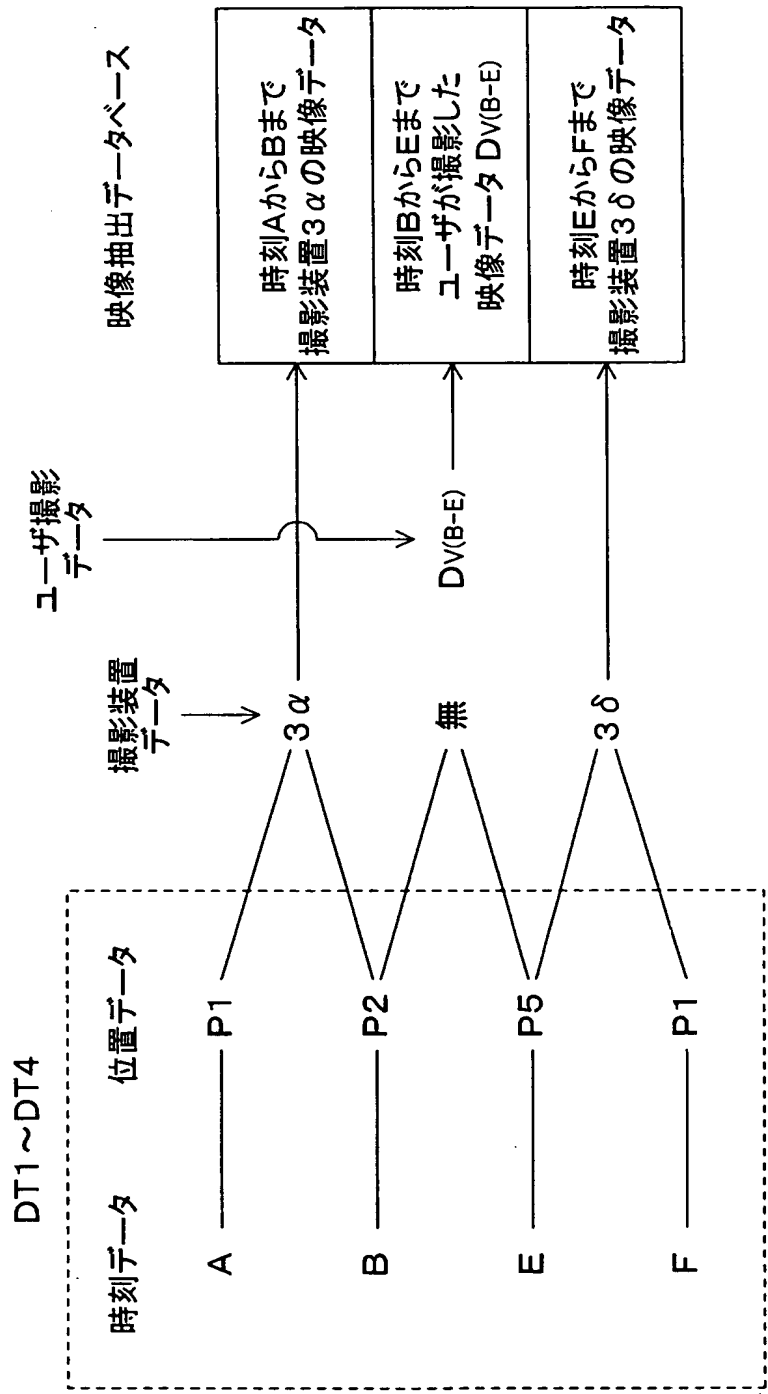 DT1～DT4
時刻データ
位置データ
撮影装置
データ
ユーザ撮影
データ
映像抽出データベース
A
P1
3α
時刻AからBまで
撮影装置3αの映像データ
B
P2
無
DV(B-E)
時刻BからEまで
ユーザが撮影した
映像データ DV(B-E)
E
P5
3δ
時刻EからFまで
撮影装置3δの映像データ
F
P1